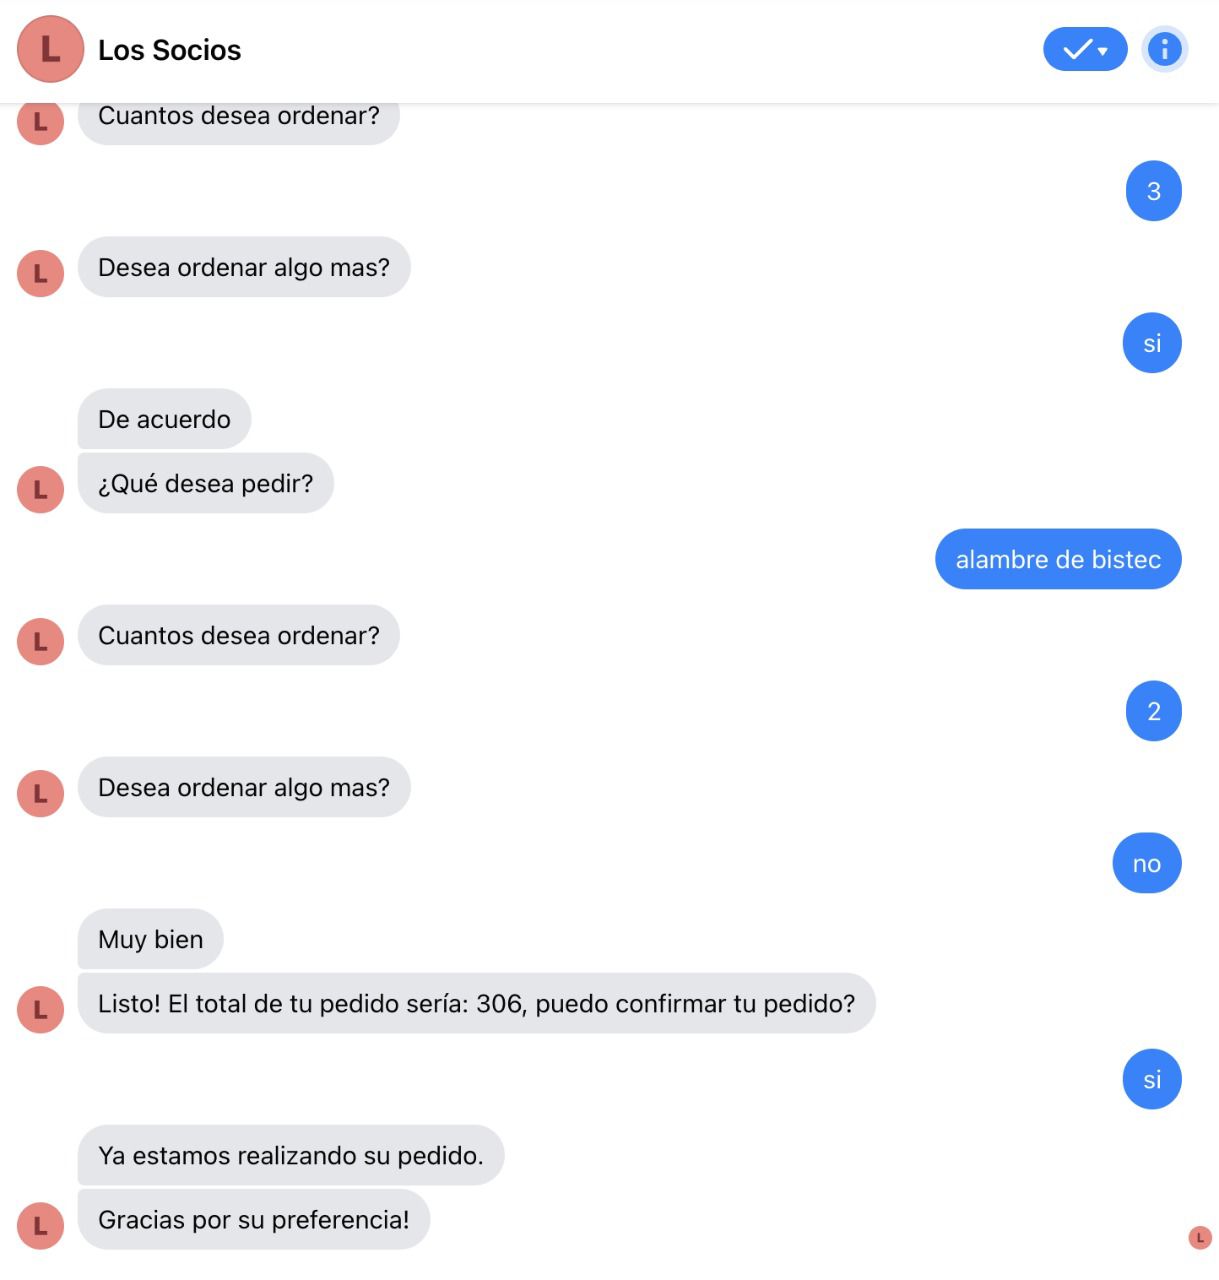 L
Los Socios
Cuantos desea ordenar?
L
3
Desea ordenar algo mas?
L
si
De acuerdo
¿Qué desea pedir?
L
alambre de bistec
Cuantos desea ordenar?
L
2
Desea ordenar algo mas?
L
no
Muy bien
Listo! El total de tu pedido sería: 306, puedo confirmar tu pedido?
L
si
Ya estamos realizando su pedido.
Gracias por su preferencia!
L
L